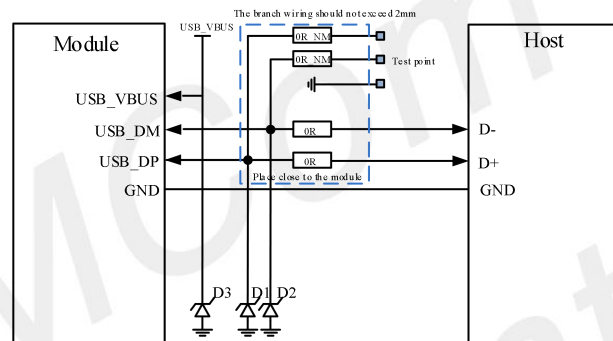 The branch wiring should not exceed 2mm
USB_VBUS
Module
Host
0R_NM
0R_NM
Test point
USB_VBUS
USB_DM
0R
D-
USB_DP
0R
D+
Place close to the module
GND
GND
D3
D1
D2